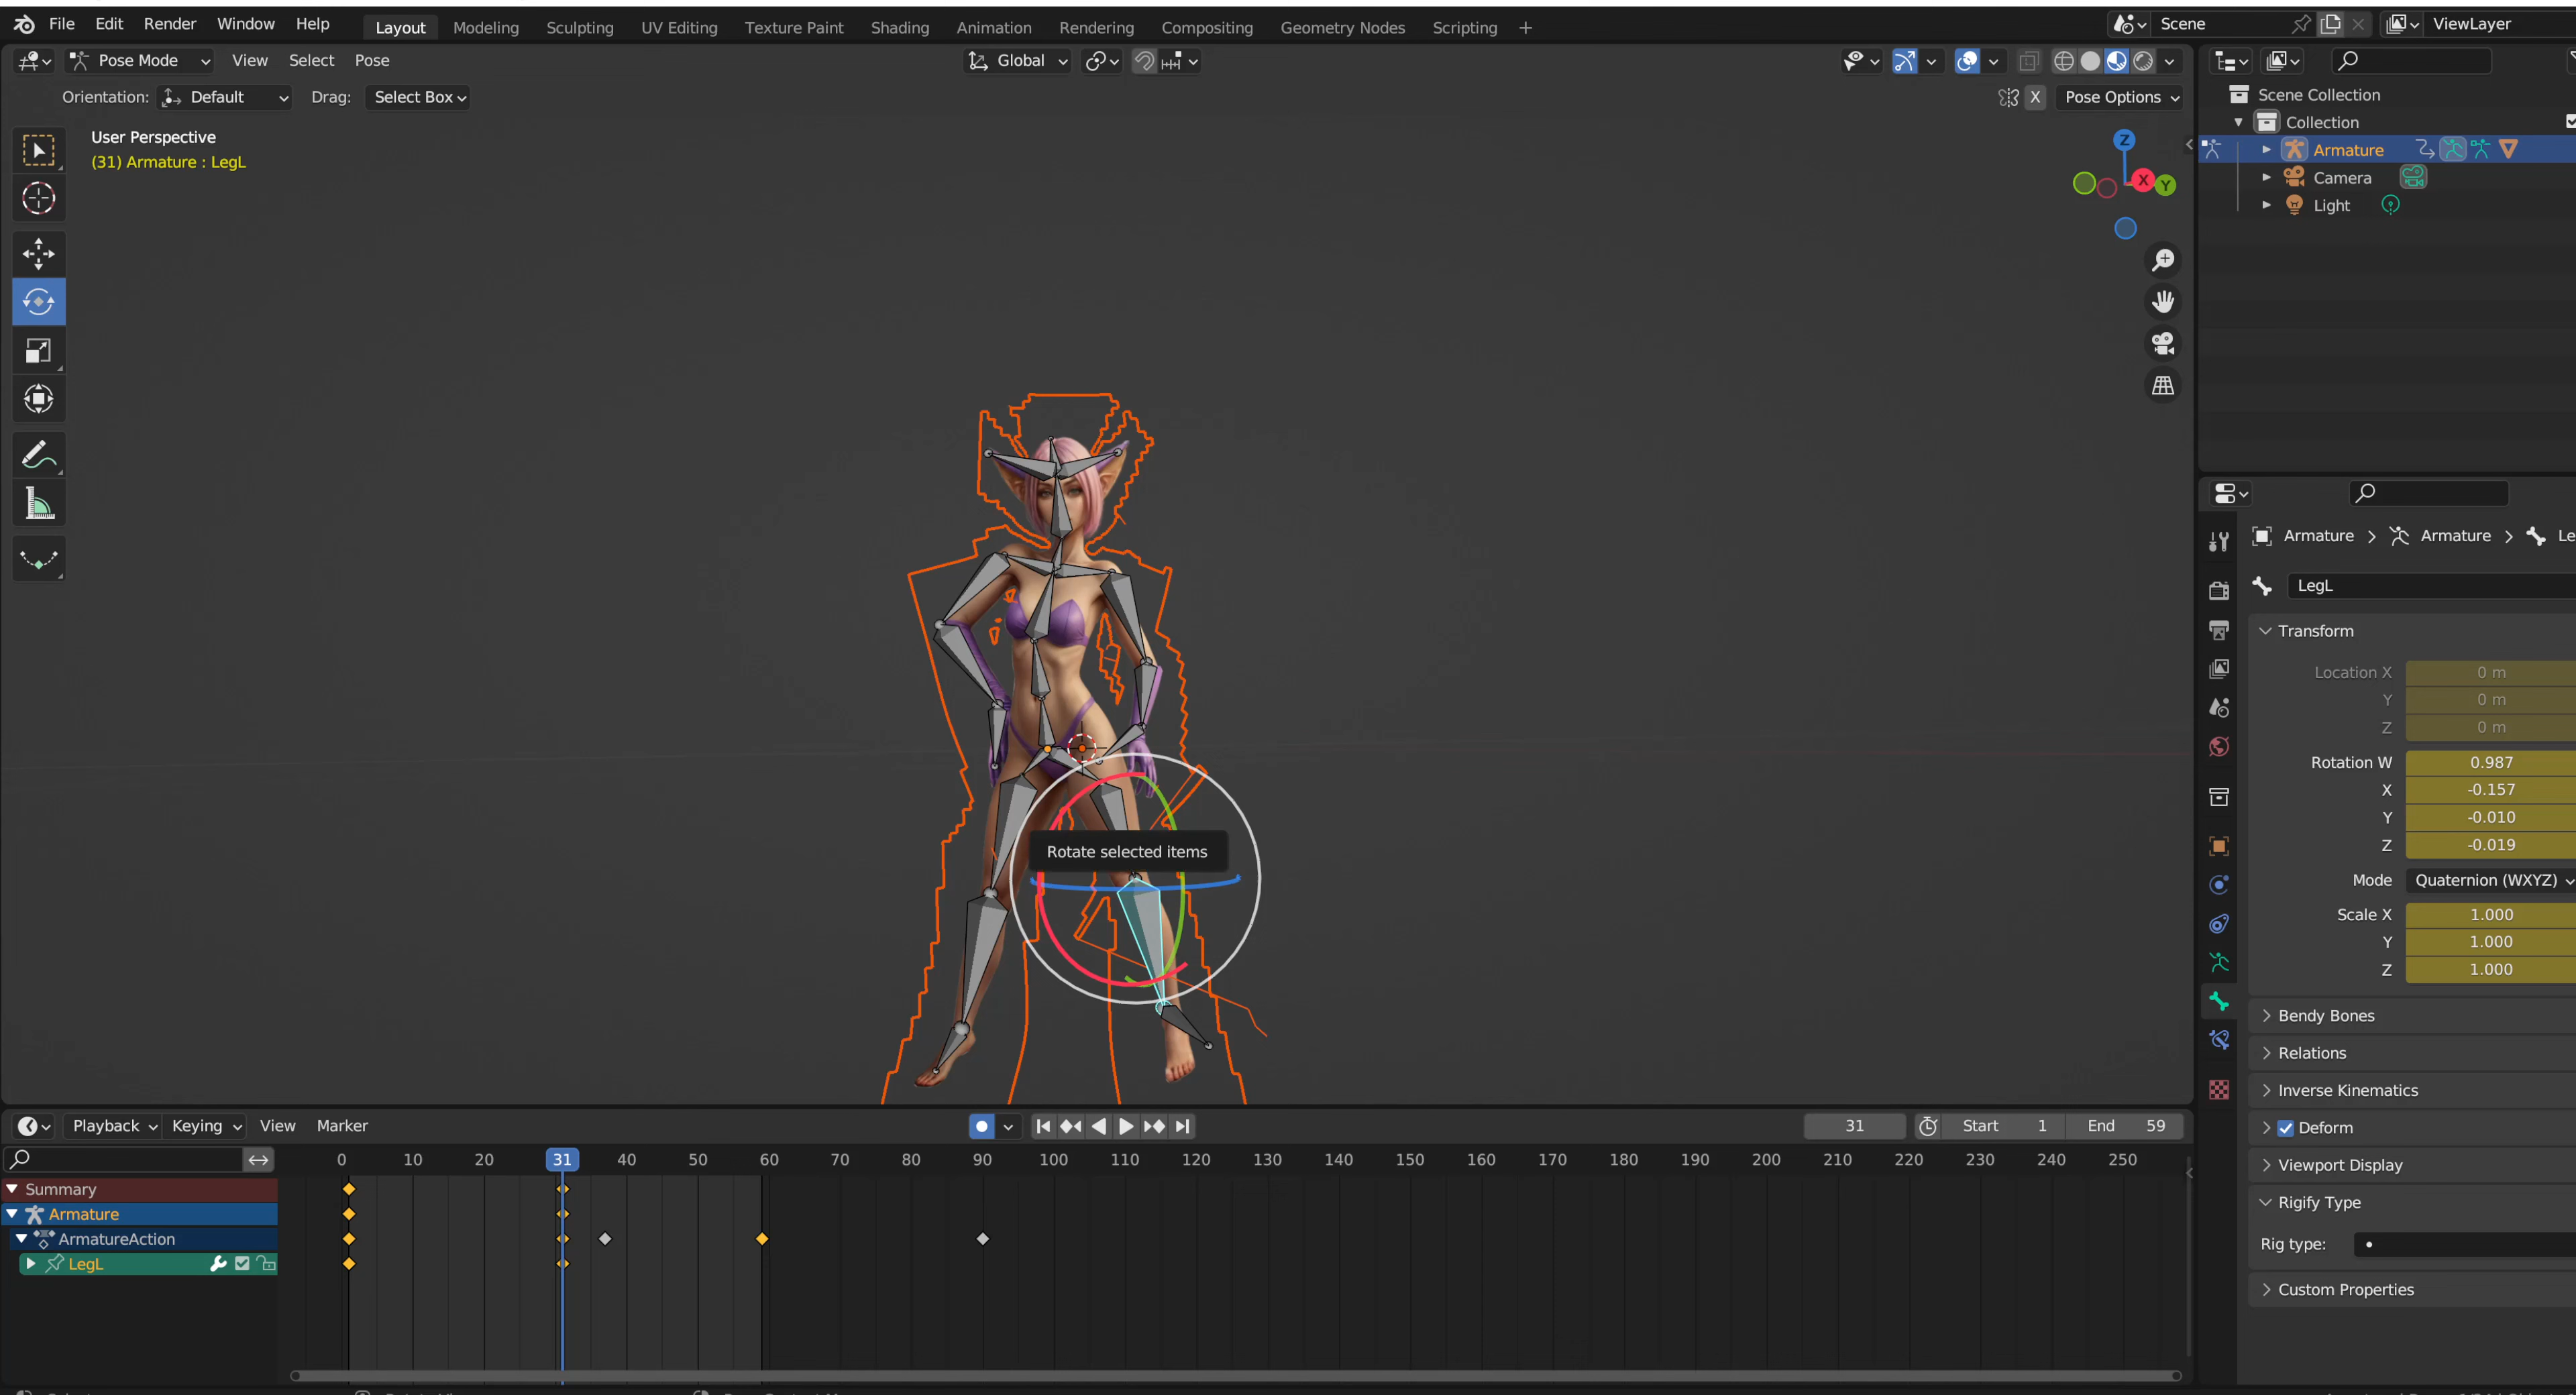 File Edit Render Window Help Layout Modeling Sculpting UV Editing Texture Paint Shading Animation Rendering Compositing Geometry Nodes Scripting + Scene ViewLayer
Pose Mode View Select Pose Global
Orientation: Default Drag: Select Box X Pose Options
User Perspective
(31) Armature : LegL
Z
X
Y
Rotate selected items
Scene Collection
Collection
Armature
Camera
Light
Armature > Armature > Le
LegL
Transform
Location X 0 m
Y 0 m
Z 0 m
Rotation W 0.987
X -0.157
Y -0.010
Z -0.019
Mode Quaternion (WXYZ)
Scale X 1.000
Y 1.000
Z 1.000
Bendy Bones
Relations
Inverse Kinematics
Deform
Viewport Display
Rigify Type
Rig type:
Custom Properties
Playback Keying View Marker 31 Start 1 End 59
0 10 20 31 40 50 60 70 80 90 100 110 120 130 140 150 160 170 180 190 200 210 220 230 240 250
Summary
Armature
ArmatureAction
LegL